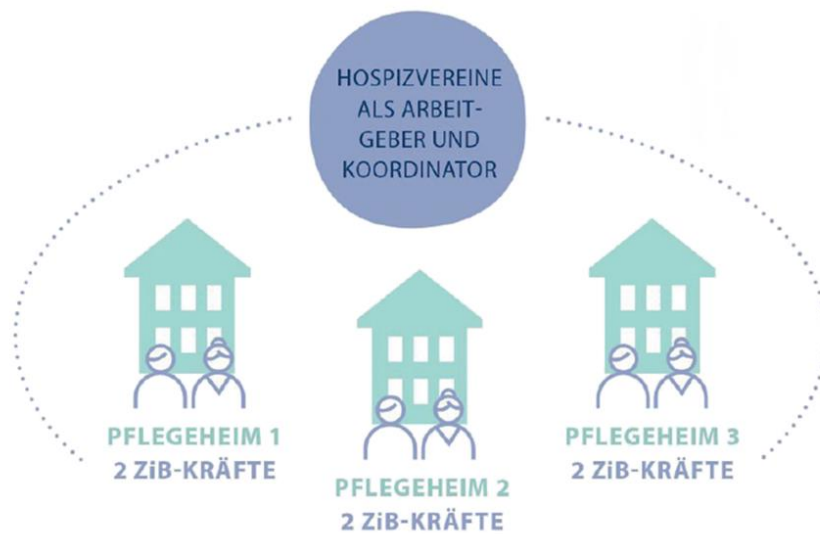 HOSPIZVEREINE
ALS ARBEIT-
GEBER UND
KOORDINATOR
PFLEGEHEIM 1
2 ZiB-KRÄFTE
PFLEGEHEIM 2
2 ZiB-KRÄFTE
PFLEGEHEIM 3
2 ZiB-KRÄFTE